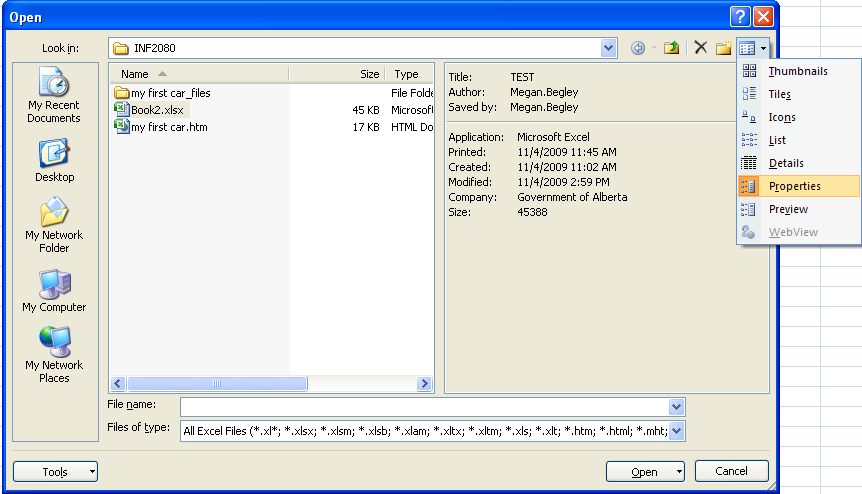 Open
Look in: INF2080
My Recent
Documents
Desktop
My Network
Folder
My Computer
My Network
Places
Name Size Type
my first car_files File Folde
Book2.xlsx 45 KB Microsof
my first car.htm 17 KB HTML Do
Title: TEST
Author: Megan.Begley
Saved by: Megan.Begley
Application: Microsoft Excel
Printed: 11/4/2009 11:45 AM
Created: 11/4/2009 11:02 AM
Modified: 11/4/2009 2:59 PM
Company: Government of Alberta
Size: 45388
Thumbnails
Tiles
Icons
List
Details
Properties
Preview
WebView
File name:
Files of type: All Excel Files (*.xl*; *.xlsx; *.xlsm; *.xlsb; *.xlam; *.xltx; *.xltm; *.xls; *.xlt; *.htm; *.html; *.mht;
Tools Open Cancel